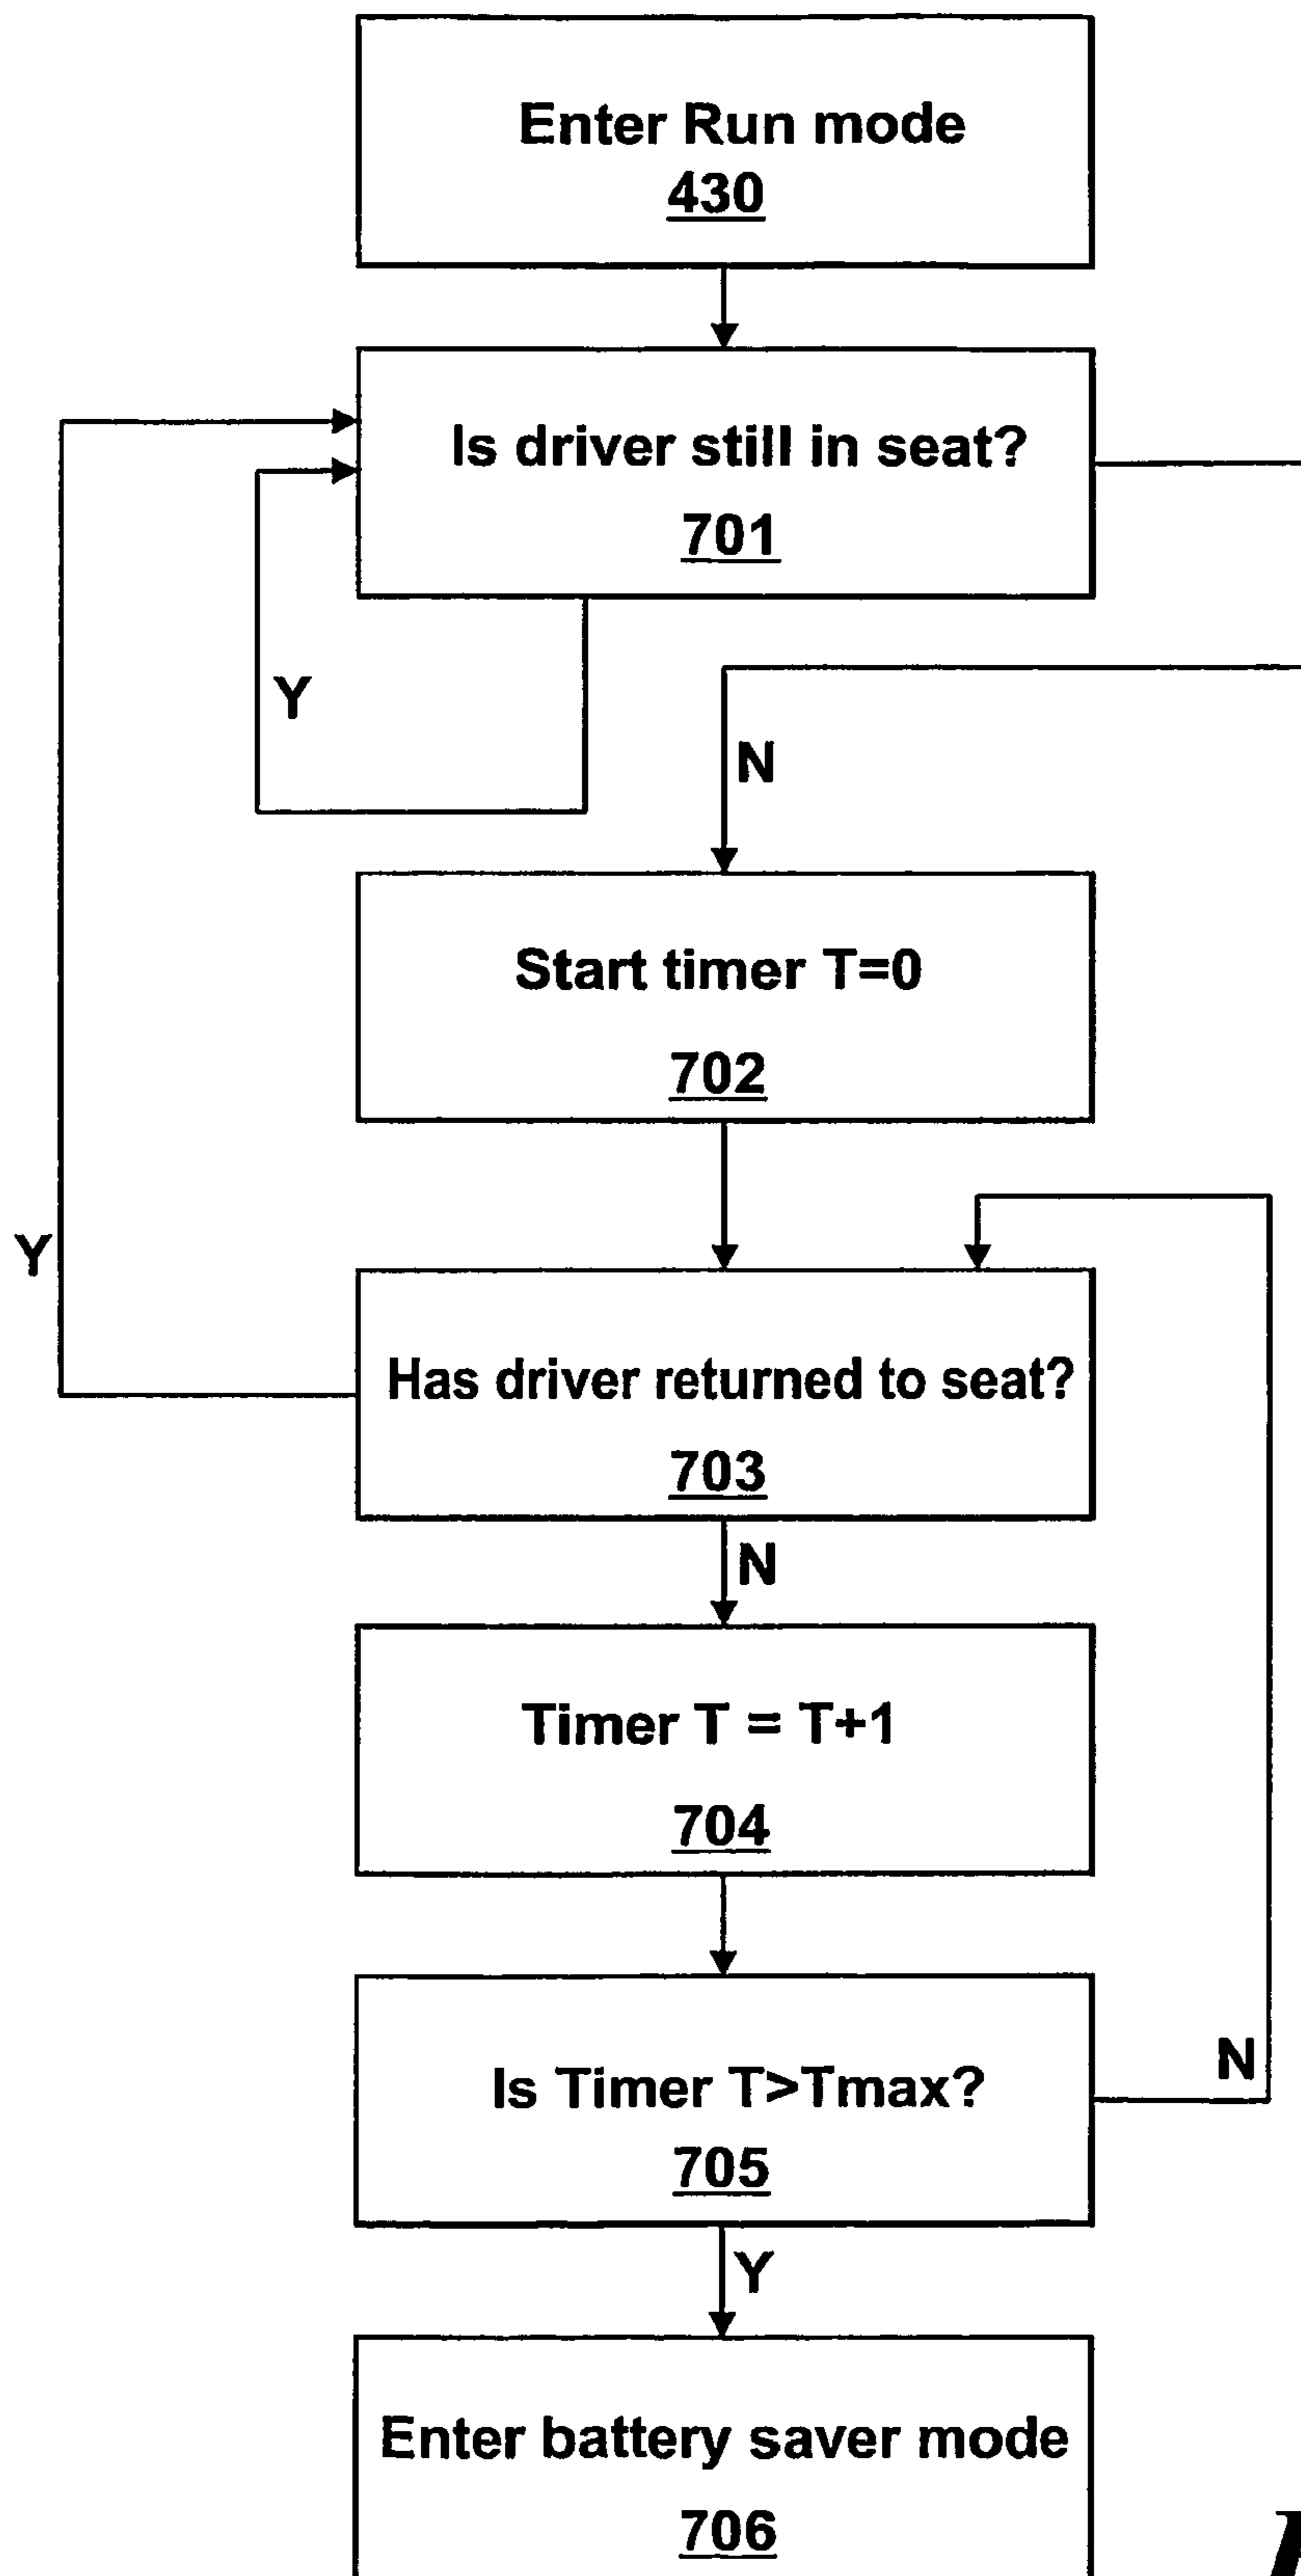 Enter Run mode
430
Is driver still in seat?
701
Y
N
Start timer T=0
702
Y
Has driver returned to seat?
703
N
Timer T = T+1
704
Is Timer T>Tmax?
705
N
Y
Enter battery saver mode
706